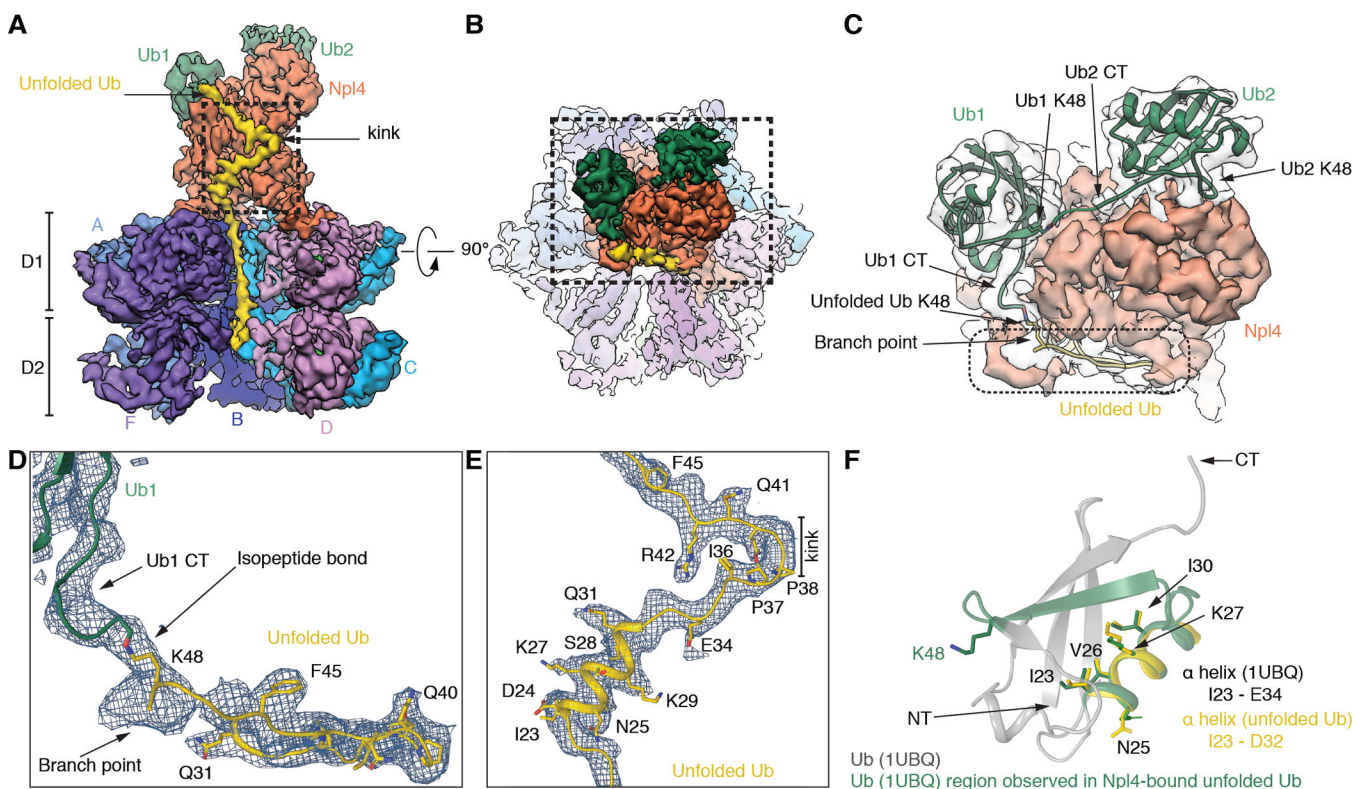 A
Ub1
Ub2
Unfolded Ub
Npl4
kink
D1
A
D2
C
F
B
D
90°
B
C
Ub2 CT
Ub1 K48
Ub1
Ub2
Ub2 K48
Ub1 CT
Unfolded Ub K48
Branch point
Npl4
Unfolded Ub
D
Ub1
Ub1 CT
Isopeptide bond
Unfolded Ub
K48
F45
Q40
Branch point
Q31
E
F45
Q41
R42
I36
kink
P38
P37
Q31
E34
S28
K27
D24
K29
I23
N25
Unfolded Ub
F
CT
I30
K27
K48
V26
I23
α helix (1UBQ)
I23 - E34
NT
α helix (unfolded Ub)
I23 - D32
N25
Ub (1UBQ)
Ub (1UBQ) region observed in Npl4-bound unfolded Ub